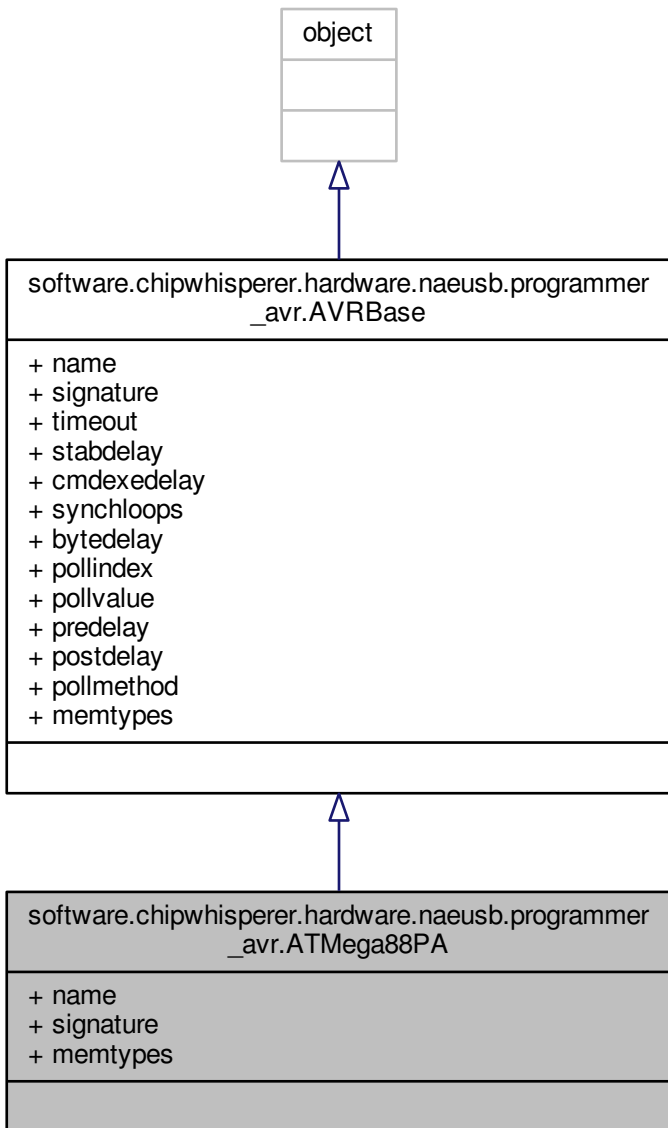 object
software.chipwhisperer.hardware.naeusb.programmer
_avr.AVRBase
+ name
+ signature
+ timeout
+ stabdelay
+ cmdexedelay
+ synchloops
+ bytedelay
+ pollindex
+ pollvalue
+ predelay
+ postdelay
+ pollmethod
+ memtypes
software.chipwhisperer.hardware.naeusb.programmer
_avr.ATMega88PA
+ name
+ signature
+ memtypes